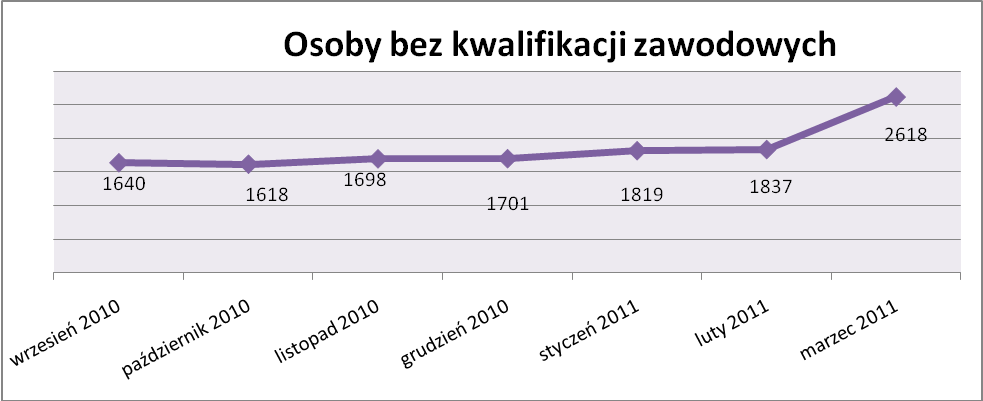 Osoby bez kwalifikacji zawodowych
1640
1618
1698
1701
1819
1837
2618
wrzesień 2010
październik 2010
listopad 2010
grudzień 2010
styczeń 2011
luty 2011
marzec 2011